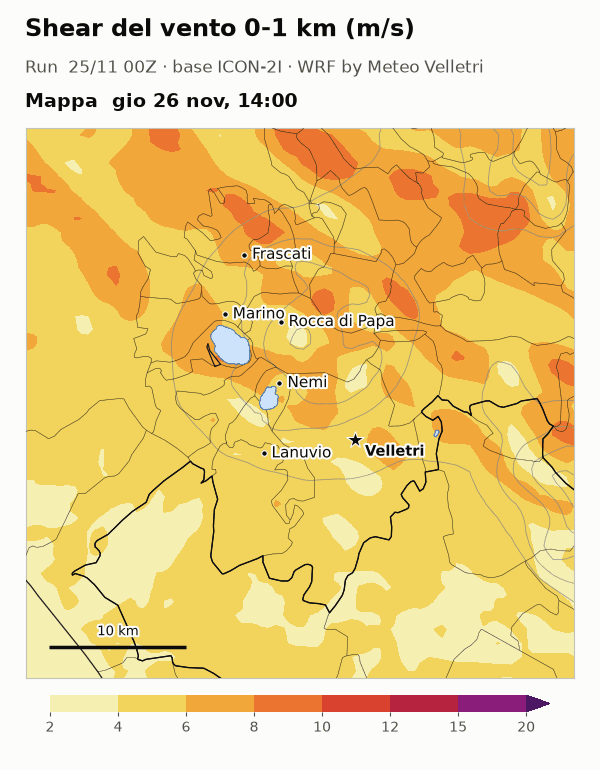 Shear del vento 0-1 km (m/s)
Run  25/11 00Z · base ICON-2I · WRF by Meteo Velletri
Mappa  gio 26 nov, 14:00
Frascati
Marino
Rocca di Papa
Nemi
Velletri
Lanuvio
10 km
2 4 6 8 10 12 15 20